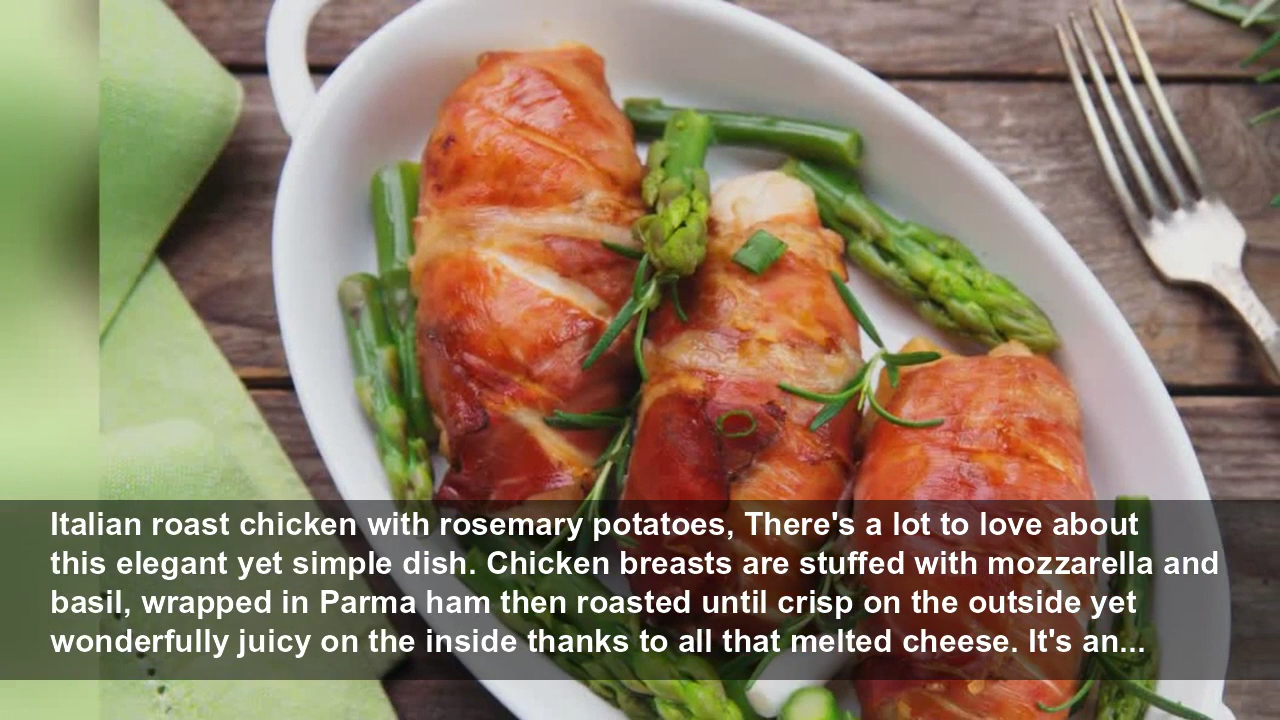 Italian roast chicken with rosemary potatoes, There's a lot to love about
this elegant yet simple dish. Chicken breasts are stuffed with mozzarella and
basil, wrapped in Parma ham then roasted until crisp on the outside yet
wonderfully juicy on the inside thanks to all that melted cheese. It's an...